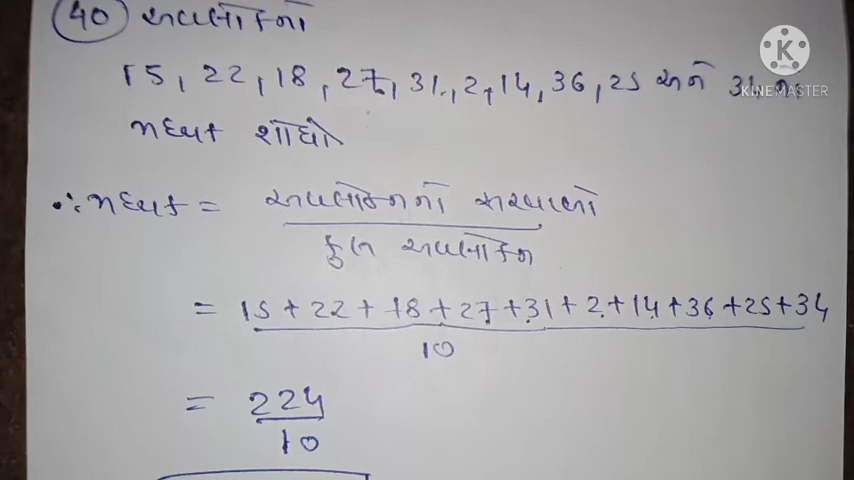 40 અવલોકનો
15, 22, 18, 27, 31, 2, 14, 36, 25 અને 34 નો
મધ્યક શોધો
∴ મધ્યક = અવલોકનનો સરવાળો
કુલ અવલોકન
= 15 + 22 + 18 + 27 + 31 + 2 + 14 + 36 + 25 + 34
10
= 224
10
K
KINEMASTER